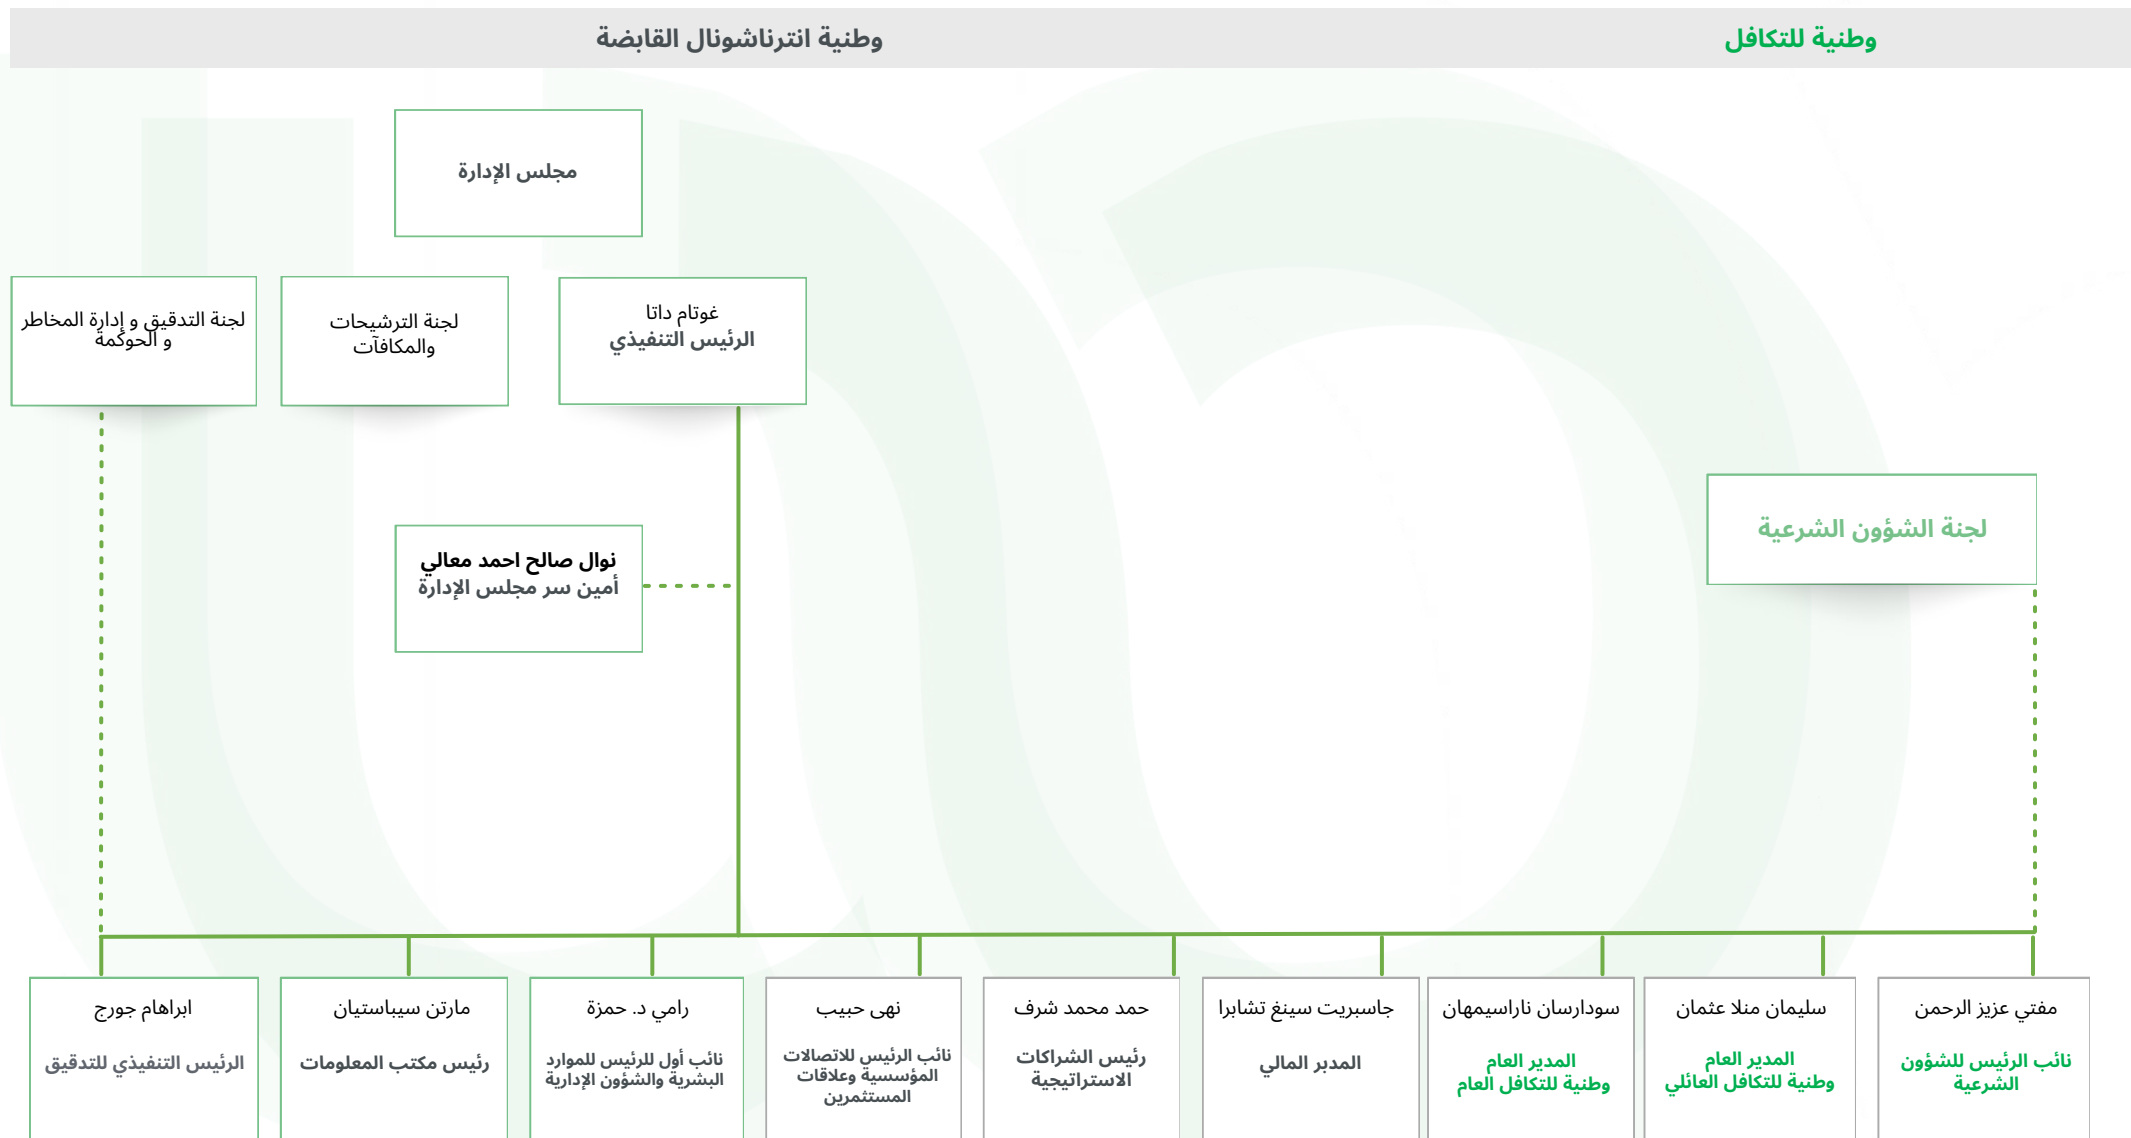 وطنية للتكافل
وطنية انترناشونال القابضة
مجلس الإدارة
غوتام داتا
الرئيس التنفيذي
لجنة الترشيحات
والمكافآت
لجنة التدقيق و إدارة المخاطر
و الحوكمة
لجنة الشؤون الشرعية
نوال صالح احمد معالي
أمين سر مجلس الإدارة
مفتي عزيز الرحمن
نائب الرئيس للشؤون
الشرعية
سليمان منلا عثمان
المدير العام
وطنية للتكافل العائلي
سودارسان ناراسيمهان
المدير العام
وطنية للتكافل العام
جاسبريت سينغ تشابرا
المدبر المالي
حمد محمد شرف
رئيس الشراكات
الاستراتيجية
نهى حبيب
نائب الرئيس للاتصالات
المؤسسية وعلاقات
المستثمرين
رامي د. حمزة
نائب أول للرئيس للموارد
البشرية والشؤون الإدارية
مارتن سيباستيان
رئيس مكتب المعلومات
ابراهام جورج
الرئيس التنفيذي للتدقيق